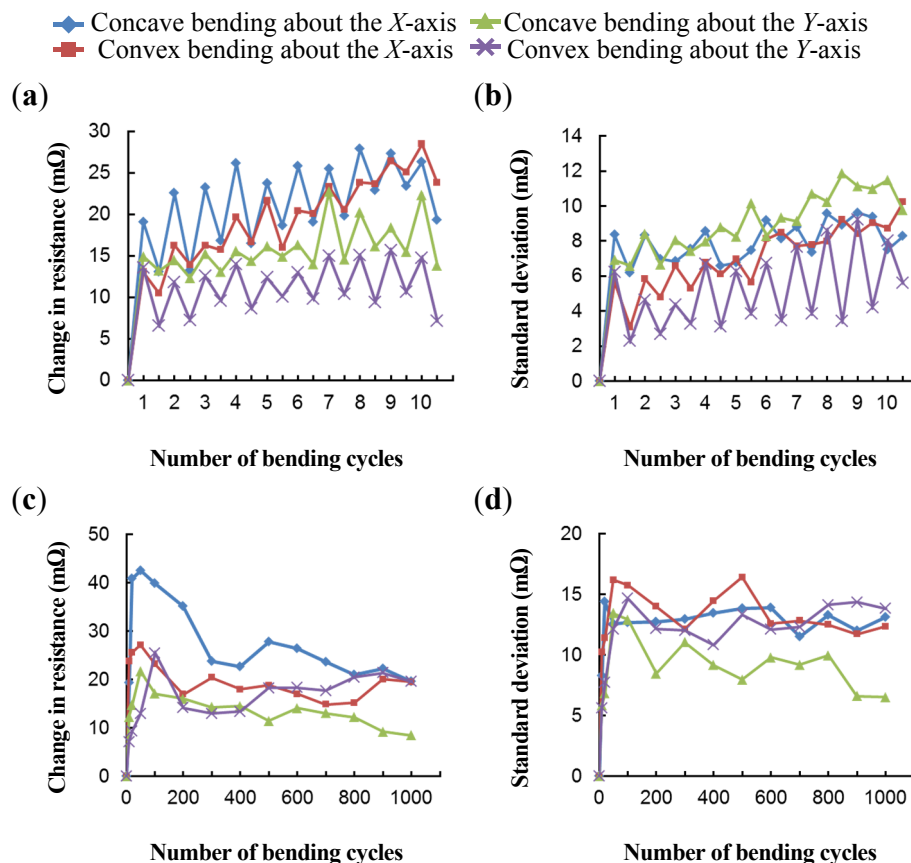 Concave bending about the X-axis
Concave bending about the Y-axis
Convex bending about the X-axis
Convex bending about the Y-axis
(a)
Change in resistance (mΩ)
30
25
20
15
10
5
0
1 2 3 4 5 6 7 8 9 10
Number of bending cycles
(b)
Standard deviation (mΩ)
14
12
10
8
6
4
2
0
1 2 3 4 5 6 7 8 9 10
Number of bending cycles
(c)
Change in resistance (mΩ)
50
40
30
20
10
0
0 200 400 600 800 1000
Number of bending cycles
(d)
Standard deviation (mΩ)
20
15
10
5
0
0 200 400 600 800 1000
Number of bending cycles